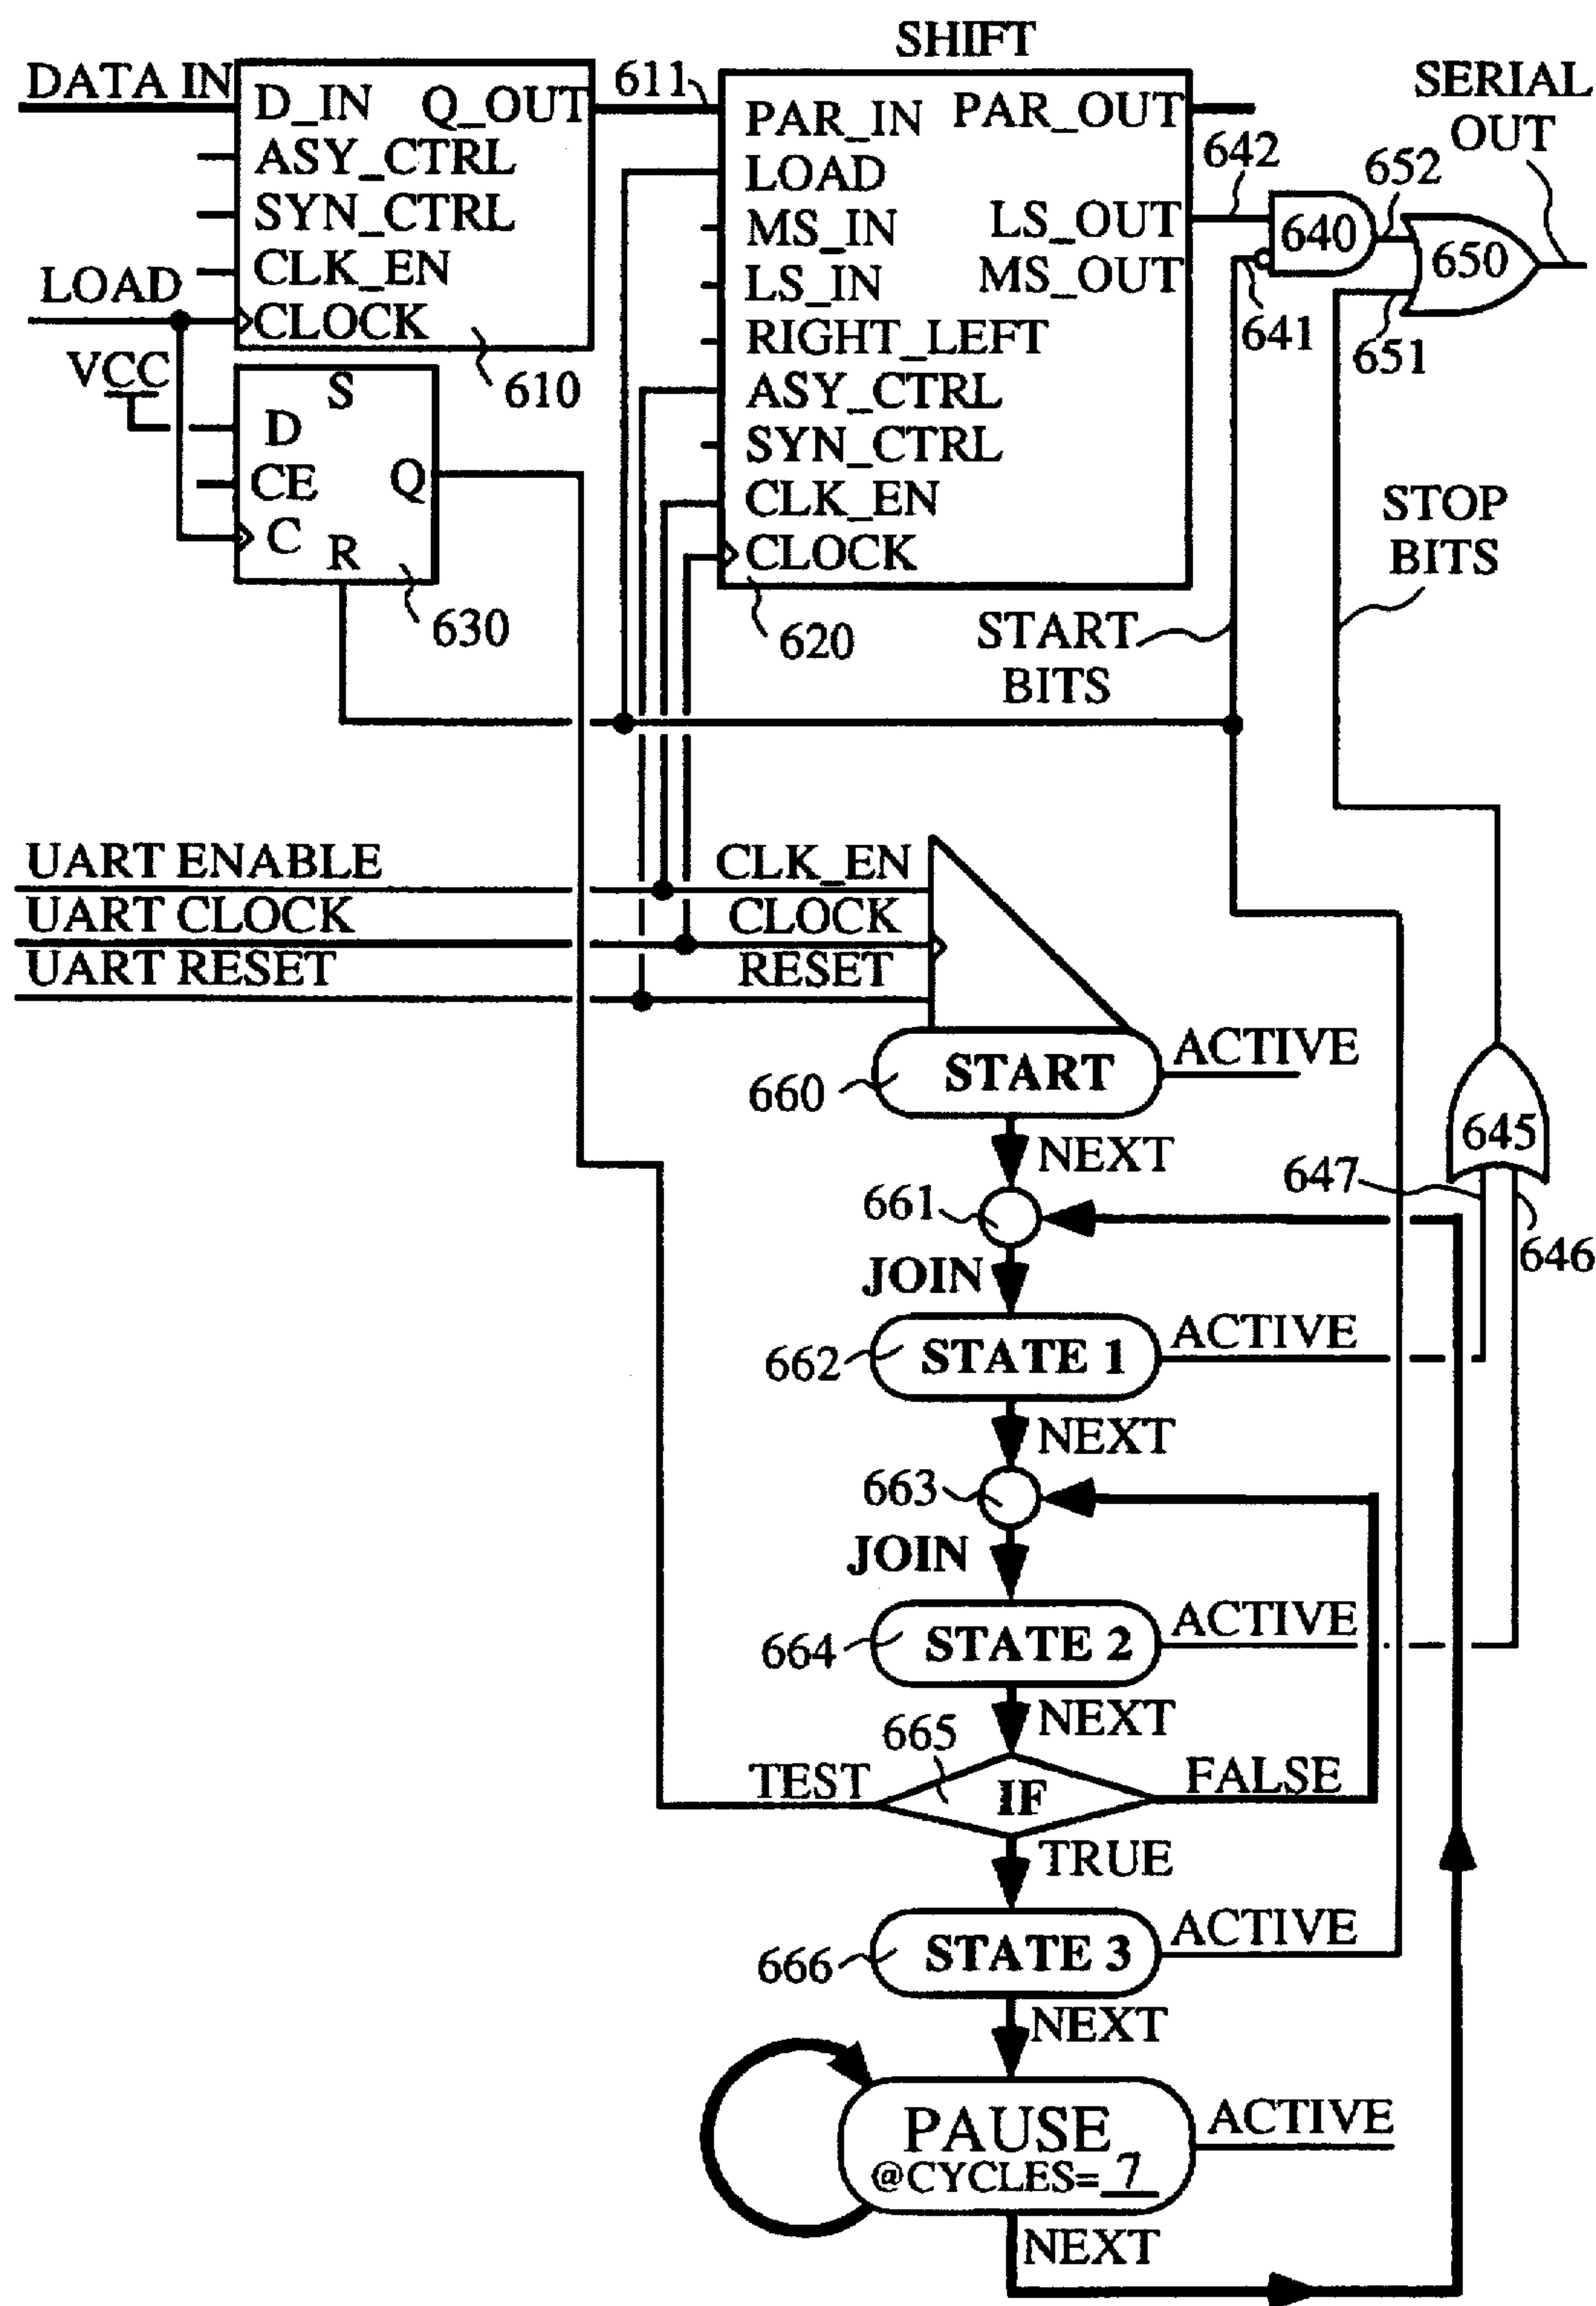 SHIFT
DATA IN
D_IN Q_OUT
ASY_CTRL
SYN_CTRL
CLK_EN
CLOCK
LOAD
610
611
PAR_IN PAR_OUT
LOAD
MS_IN LS_OUT
LS_IN MS_OUT
RIGHT_LEFT
ASY_CTRL
SYN_CTRL
CLK_EN
CLOCK
620
642
640
641
652
650
651
SERIAL
OUT
VCC
S
D
CE Q
C
R
630
START
BITS
STOP
BITS
UART ENABLE CLK_EN
UART CLOCK CLOCK
UART RESET RESET
START ACTIVE
660
NEXT
645
647
646
661
JOIN
STATE 1 ACTIVE
662
NEXT
663
JOIN
STATE 2 ACTIVE
664
NEXT
665
TEST IF FALSE
TRUE
STATE 3 ACTIVE
666
NEXT
PAUSE ACTIVE
@CYCLES= 7
NEXT